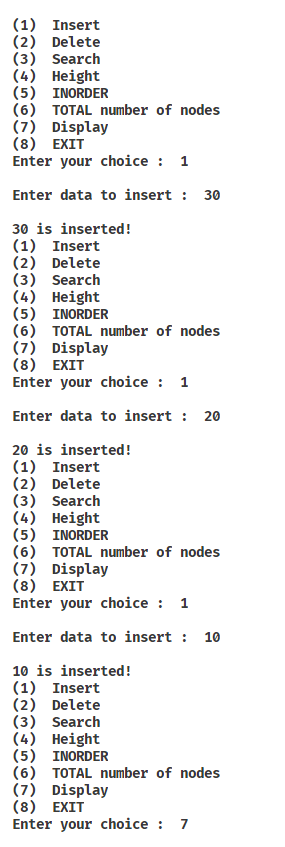 (1)  Insert
(2)  Delete
(3)  Search
(4)  Height
(5)  INORDER
(6)  TOTAL number of nodes
(7)  Display
(8)  EXIT
Enter your choice :  1
Enter data to insert :  30
30 is inserted!
(1)  Insert
(2)  Delete
(3)  Search
(4)  Height
(5)  INORDER
(6)  TOTAL number of nodes
(7)  Display
(8)  EXIT
Enter your choice :  1
Enter data to insert :  20
20 is inserted!
(1)  Insert
(2)  Delete
(3)  Search
(4)  Height
(5)  INORDER
(6)  TOTAL number of nodes
(7)  Display
(8)  EXIT
Enter your choice :  1
Enter data to insert :  10
10 is inserted!
(1)  Insert
(2)  Delete
(3)  Search
(4)  Height
(5)  INORDER
(6)  TOTAL number of nodes
(7)  Display
(8)  EXIT
Enter your choice :  7